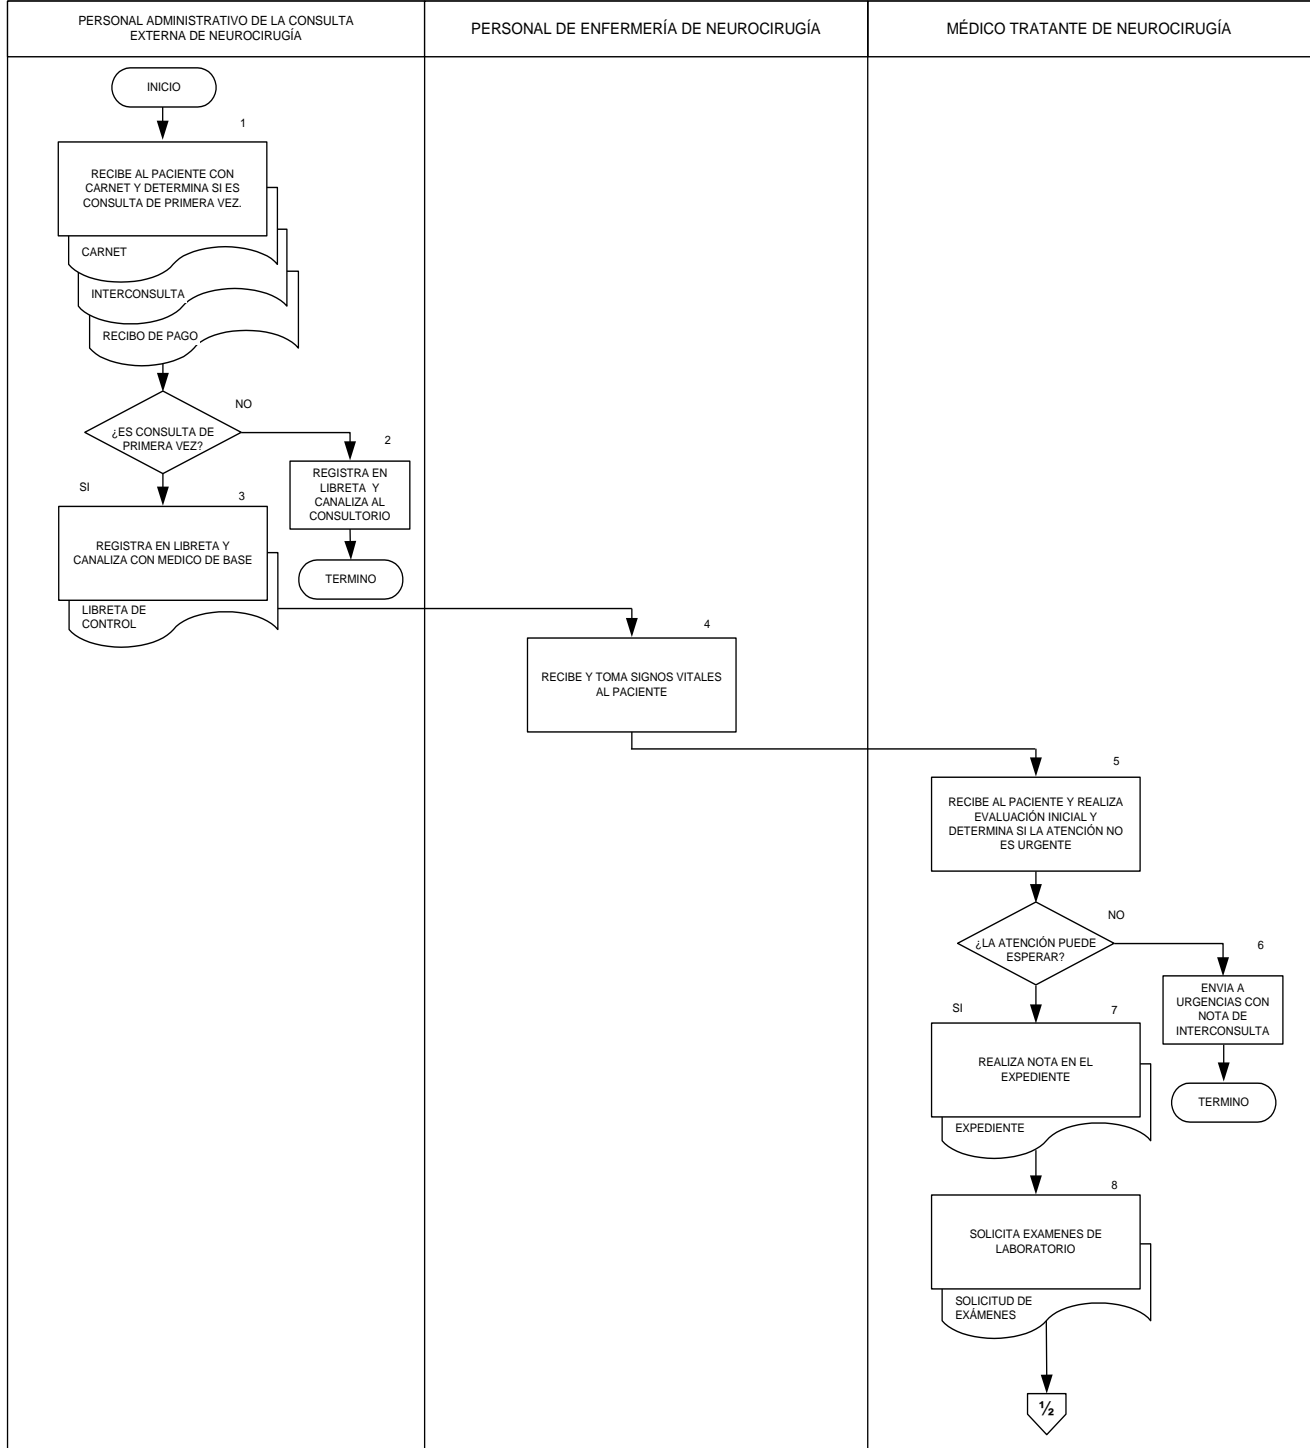 PERSONAL ADMINISTRATIVO DE LA CONSULTA
EXTERNA DE NEUROCIRUGÍA
PERSONAL DE ENFERMERÍA DE NEUROCIRUGÍA
MÉDICO TRATANTE DE NEUROCIRUGÍA
INICIO
1
RECIBE AL PACIENTE CON
CARNET Y DETERMINA SI ES
CONSULTA DE PRIMERA VEZ.
CARNET
INTERCONSULTA
RECIBO DE PAGO
¿ES CONSULTA DE
PRIMERA VEZ?
NO
2
REGISTRA EN
LIBRETA Y
CANALIZA AL
CONSULTORIO
TERMINO
SI
3
REGISTRA EN LIBRETA Y
CANALIZA CON MEDICO DE BASE
LIBRETA DE
CONTROL
4
RECIBE Y TOMA SIGNOS VITALES
AL PACIENTE
5
RECIBE AL PACIENTE Y REALIZA
EVALUACIÓN INICIAL Y
DETERMINA SI LA ATENCIÓN NO
ES URGENTE
¿LA ATENCIÓN PUEDE
ESPERAR?
NO
6
ENVIA A
URGENCIAS CON
NOTA DE
INTERCONSULTA
TERMINO
SI
7
REALIZA NOTA EN EL
EXPEDIENTE
EXPEDIENTE
8
SOLICITA EXAMENES DE
LABORATORIO
SOLICITUD DE
EXÁMENES
½